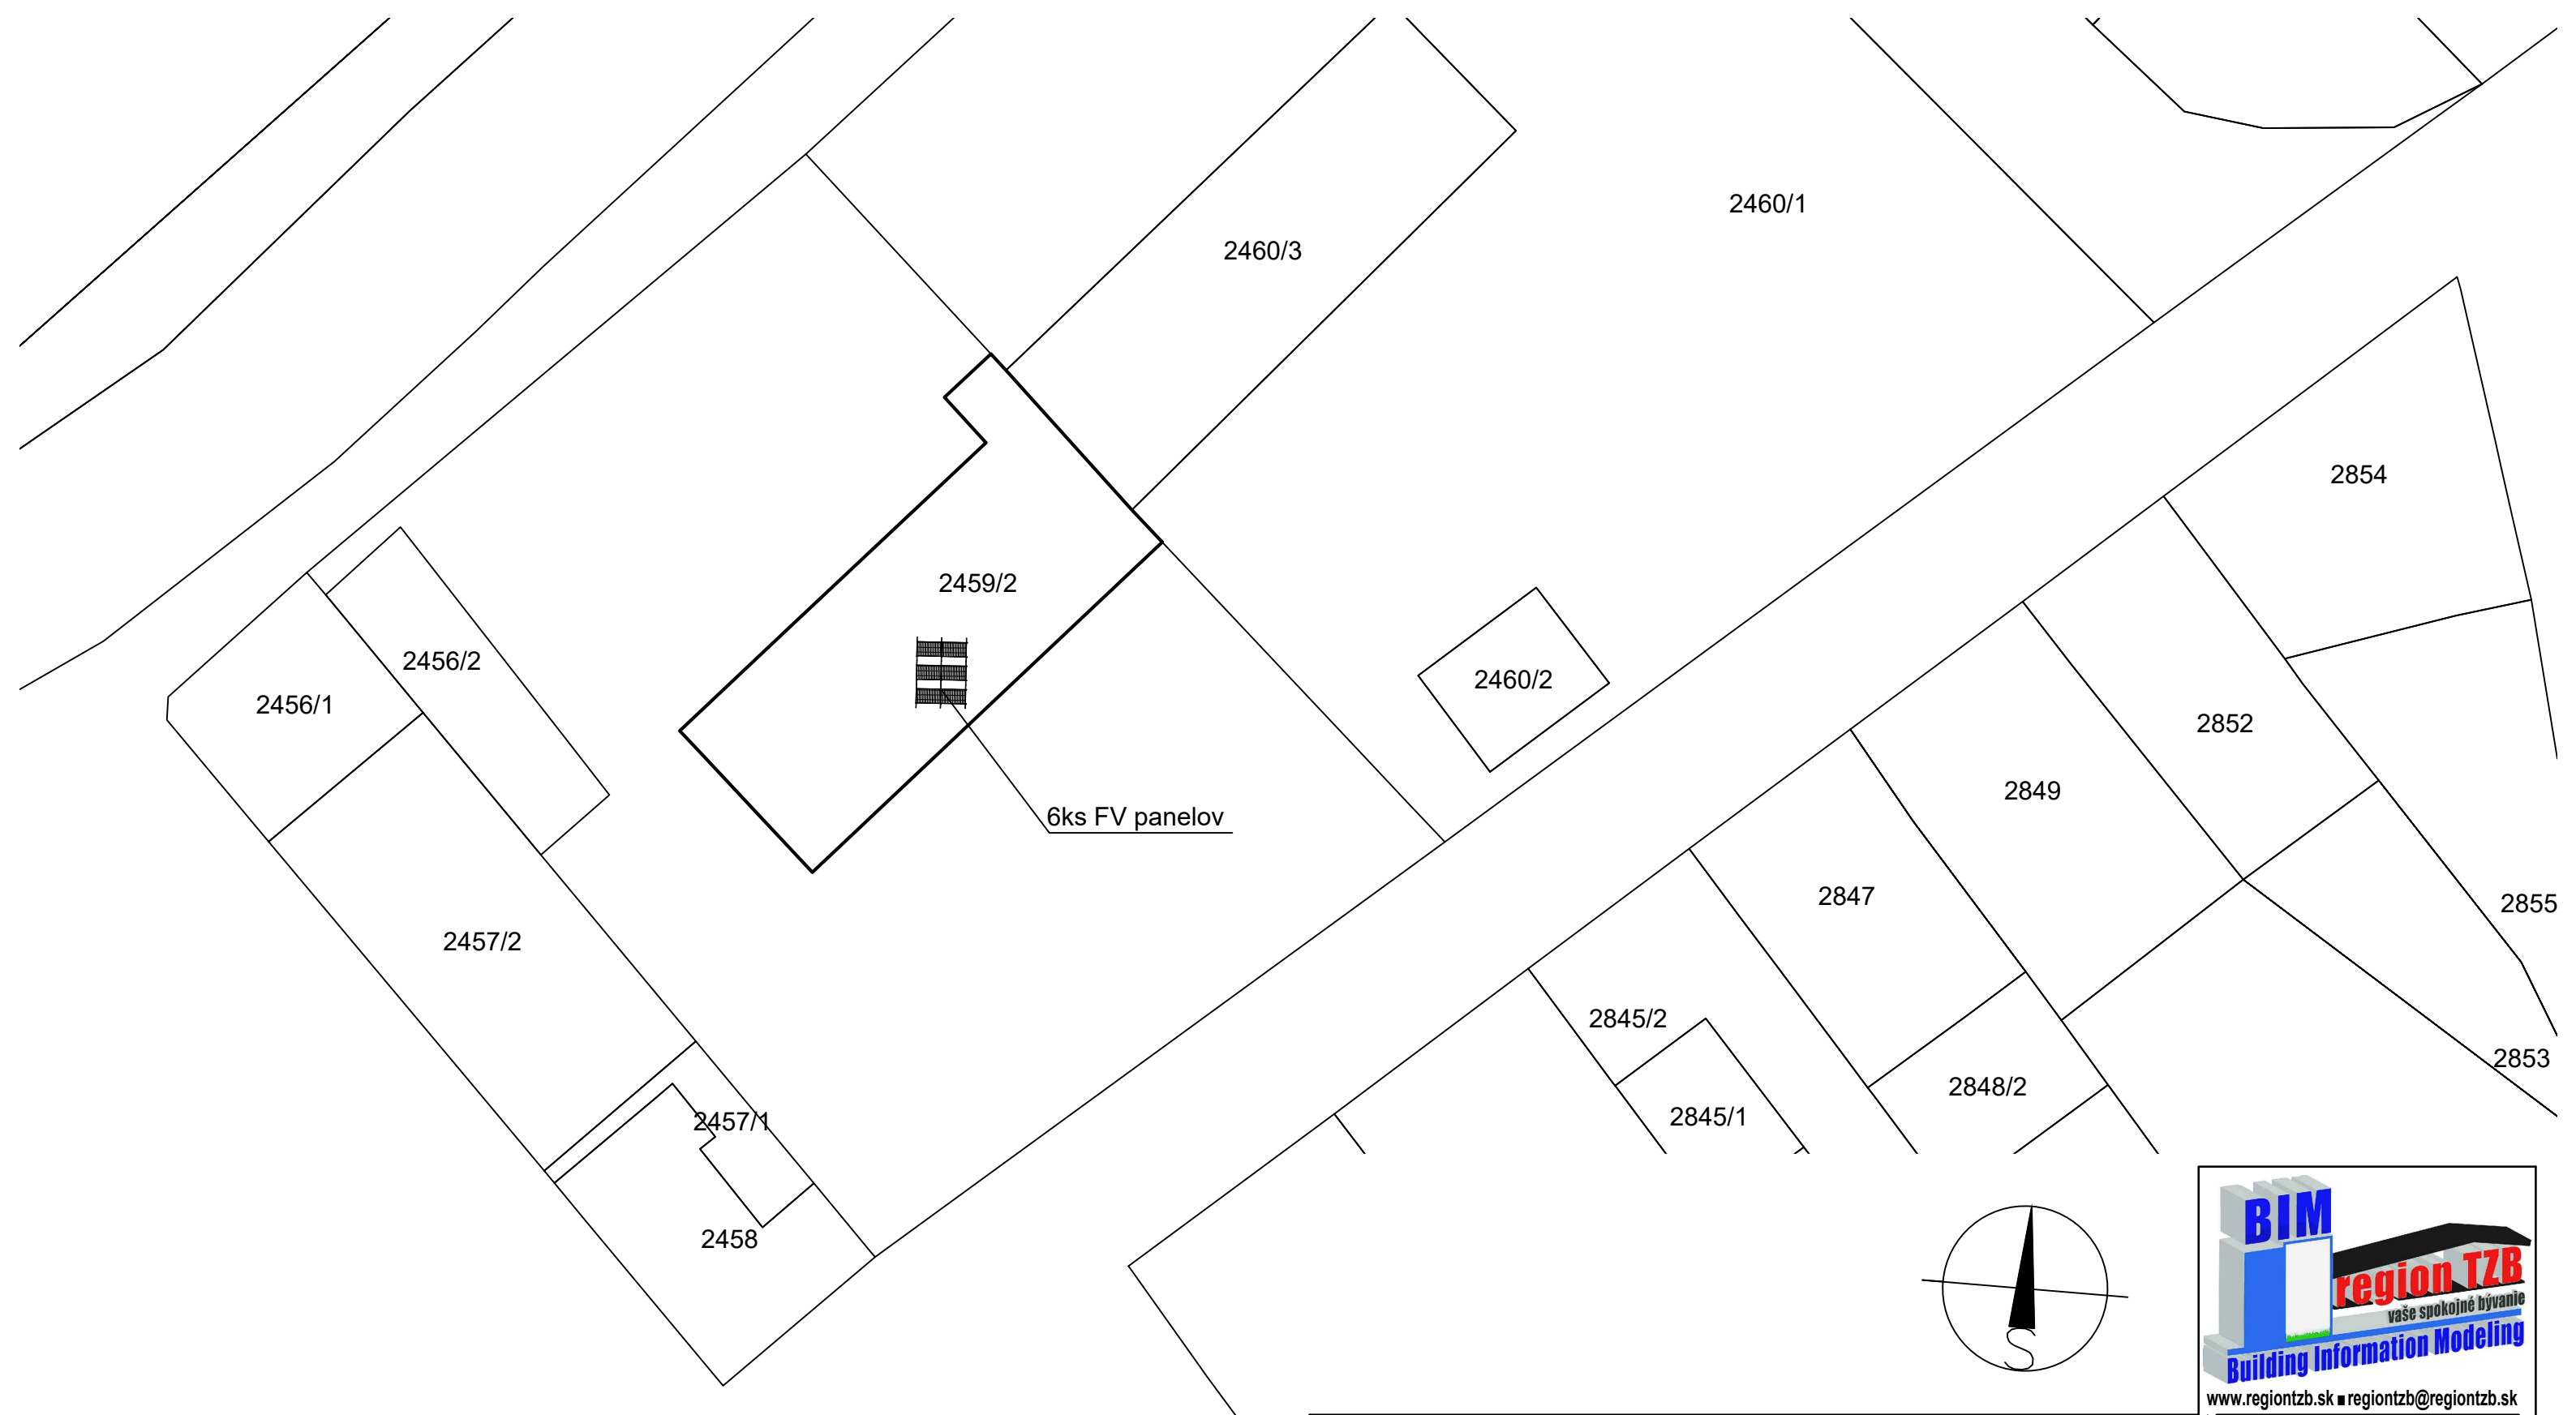 2460/1
2460/3
2854
2459/2
2456/2
2460/2
2456/1
2852
2849
6ks FV panelov
2847
2855
2457/2
2845/2
2853
2848/2
2845/1
2457/1
2458
S
BIM
region TZB
vaše spokojné bývanie
Building Information Modeling
www.regiontzb.sk ■ regiontzb@regiontzb.sk